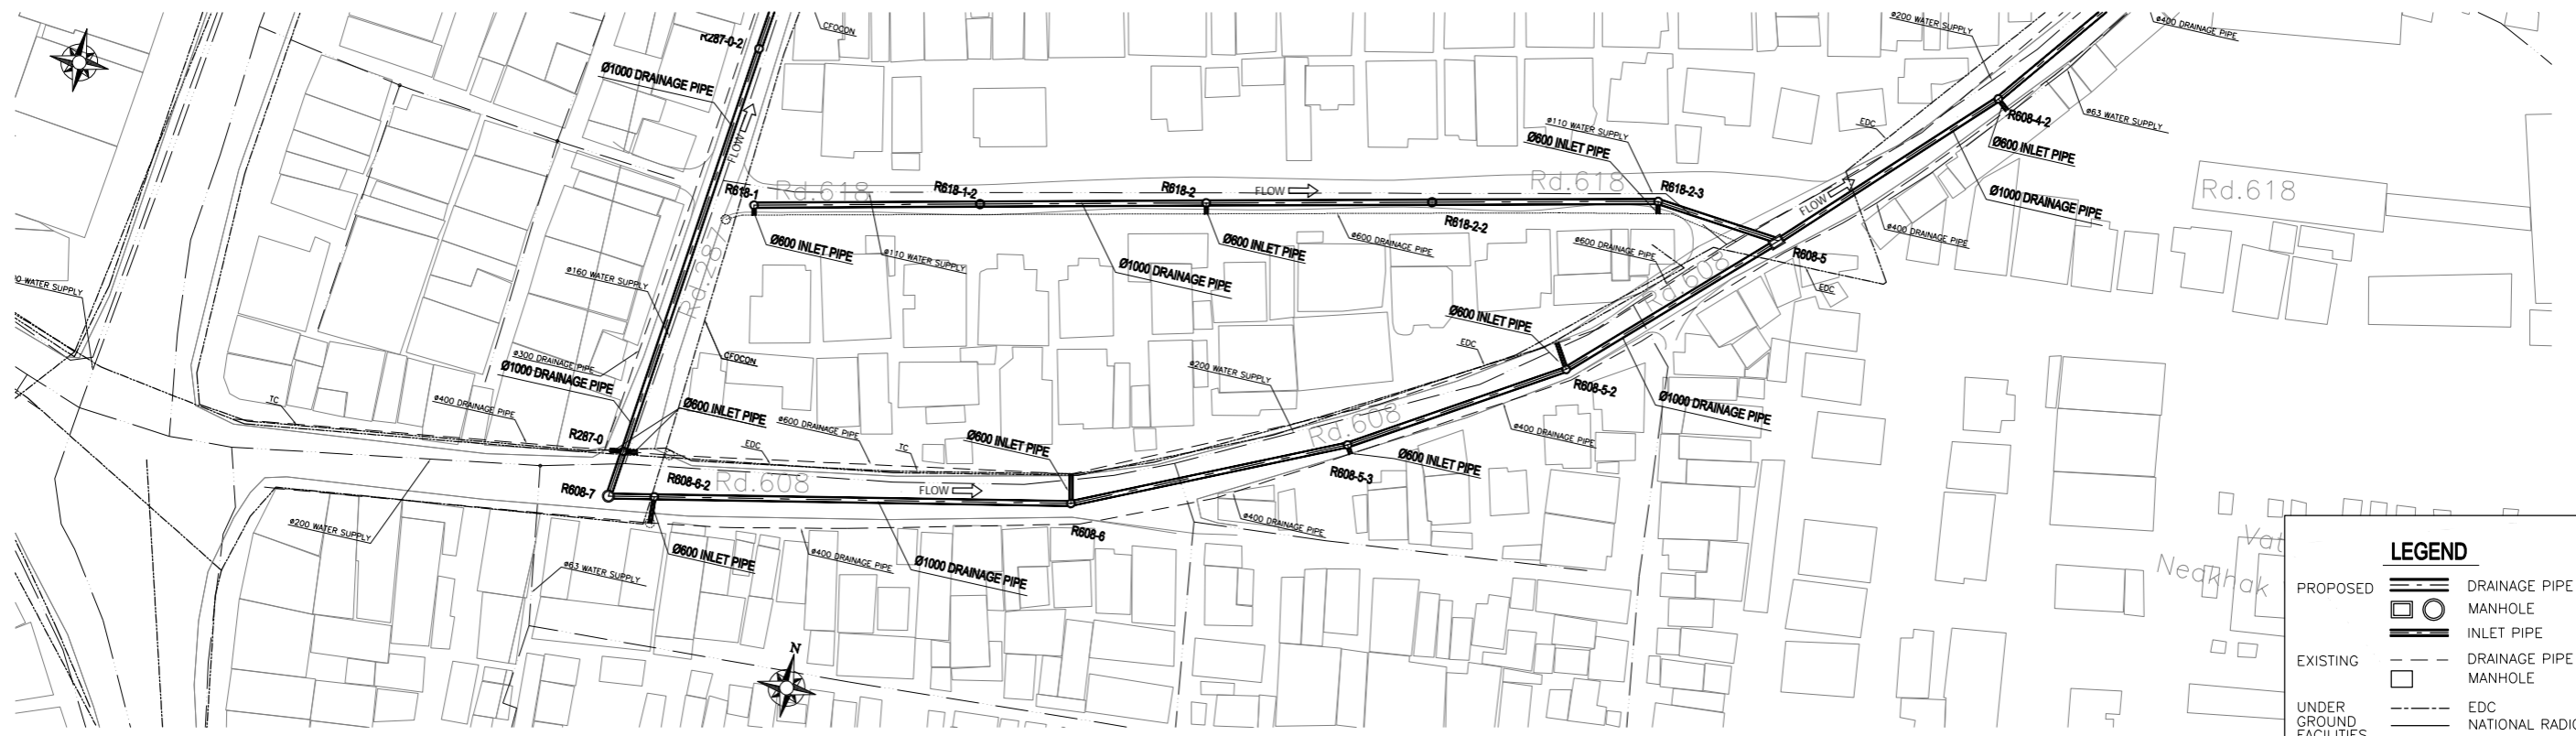 ø200 WATER SUPPLY
ø400 DRAINAGE PIPE
CFOCON
R287-0-2
Ø1000 DRAINAGE PIPE
FLOW
ø63 WATER SUPPLY
R608-4-2
EDC
ø110 WATER SUPPLY
Ø600 INLET PIPE
Ø600 INLET PIPE
R618-1
Rd.618
R618-1-2
R618-2
FLOW
Rd.618
R618-2-3
Rd.618
Ø1000 DRAINAGE PIPE
FLOW
R618-2-2
Ø600 INLET PIPE
Ø600 INLET PIPE
ø600 DRAINAGE PIPE
ø600 DRAINAGE PIPE
ø400 DRAINAGE PIPE
ø110 WATER SUPPLY
Ø1000 DRAINAGE PIPE
R608-5
EDC
Rd.287
ø160 WATER SUPPLY
WATER SUPPLY
Rd.608
Ø600 INLET PIPE
ø300 DRAINAGE PIPE
CFOCON
EDC
Ø1000 DRAINAGE PIPE
ø200 WATER SUPPLY
R608-5-2
Ø1000 DRAINAGE PIPE
TC
ø400 DRAINAGE PIPE
Ø600 INLET PIPE
ø600 DRAINAGE PIPE
Rd.608
ø400 DRAINAGE PIPE
R287-0
EDC
TC
Ø600 INLET PIPE
Ø600 INLET PIPE
R608-5-3
R608-7
R608-6-2
Rd.608
FLOW
ø200 WATER SUPPLY
ø400 DRAINAGE PIPE
R608-6
Ø600 INLET PIPE
ø400 DRAINAGE PIPE
Ø1000 DRAINAGE PIPE
ø63 WATER SUPPLY
N
Vat
Neakhak
LEGEND
PROPOSED DRAINAGE PIPE
MANHOLE
INLET PIPE
EXISTING DRAINAGE PIPE
MANHOLE
UNDER EDC
GROUND NATIONAL RADIO
FACILITIES